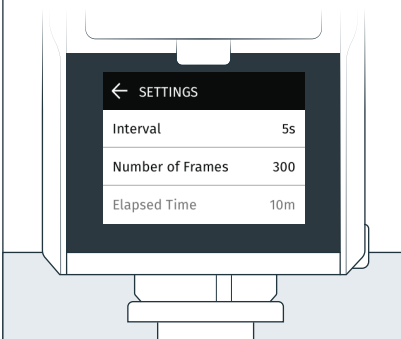 SETTINGS
Interval 5s
Number of Frames 300
Elapsed Time 10m